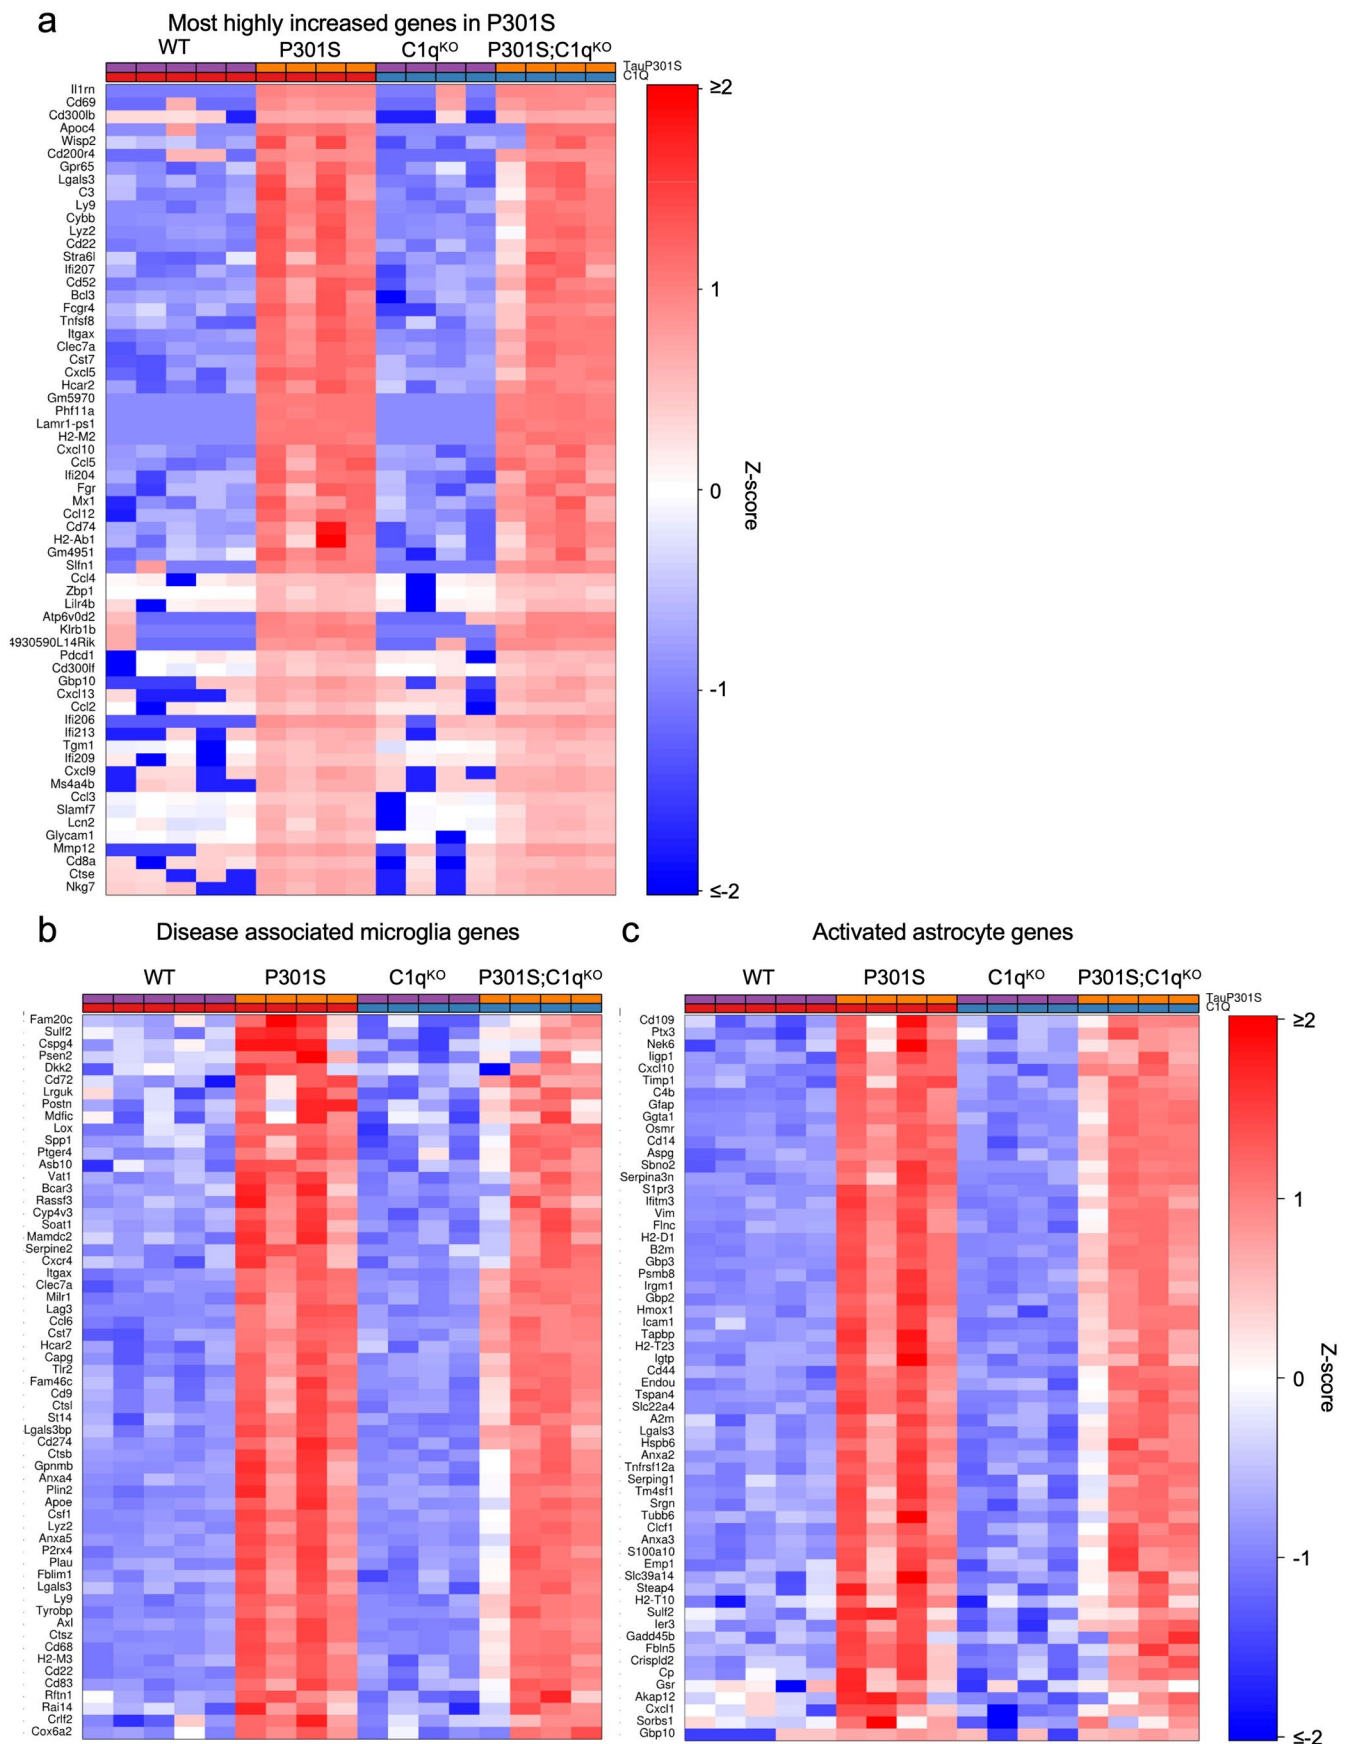 a
Most highly increased genes in P301S
WT
P301S
C1qKO
P301S;C1qKO
TauP301S
C1Q
Il1rn
Cd69
Cd300lb
Apoc4
Wisp2
Cd200r4
Gpr65
Lgals3
C3
Ly9
Cybb
Lyz2
Cd22
Stra6l
Ifi207
Cd52
Bcl3
Fcgr4
Tnfsf8
Itgax
Clec7a
Cst7
Cxcl5
Hcar2
Gm5970
Phf11a
Lamr1-ps1
H2-M2
Cxcl10
Ccl5
Ifi204
Fgr
Mx1
Ccl12
Cd74
H2-Ab1
Gm4951
Slfn1
Ccl4
Zbp1
Lilr4b
Atp6v0d2
Klrb1b
4930590L14Rik
Pdcd1
Cd300lf
Gbp10
Cxcl13
Ccl2
Ifi206
Ifi213
Tgm1
Ifi209
Cxcl9
Ms4a4b
Ccl3
Slamf7
Lcn2
Glycam1
Mmp12
Cd8a
Ctse
Nkg7
≥2
1
0
-1
≤-2
Z-score
b
Disease associated microglia genes
WT
P301S
C1qKO
P301S;C1qKO
Fam20c
Sulf2
Cspg4
Psen2
Dkk2
Cd72
Lrguk
Postn
Mdfic
Lox
Spp1
Ptger4
Asb10
Vat1
Bcar3
Rassf3
Cyp4v3
Soat1
Mamdc2
Serpine2
Cxcr4
Itgax
Clec7a
Milr1
Lag3
Ccl6
Cst7
Hcar2
Capg
Tlr2
Fam46c
Cd9
Ctsl
St14
Lgals3bp
Cd274
Ctsb
Gpnmb
Anxa4
Plin2
Apoe
Csf1
Lyz2
Anxa5
P2rx4
Plau
Fblim1
Lgals3
Ly9
Tyrobp
Axl
Ctsz
Cd68
H2-M3
Cd22
Cd83
Rftn1
Rai14
Crlf2
Cox6a2
c
Activated astrocyte genes
WT
P301S
C1qKO
P301S;C1qKO
TauP301S
C1Q
Cd109
Ptx3
Nek6
Iigp1
Cxcl10
Timp1
C4b
Gfap
Ggta1
Osmr
Cd14
Aspg
Sbno2
Serpina3n
S1pr3
Ifitm3
Vim
Flnc
H2-D1
B2m
Gbp3
Psmb8
Irgm1
Gbp2
Hmox1
Icam1
Tapbp
H2-T23
Igtp
Cd44
Endou
Tspan4
Slc22a4
A2m
Lgals3
Hspb6
Anxa2
Tnfrsf12a
Serping1
Tm4sf1
Srgn
Tubb6
Clcf1
Anxa3
S100a10
Emp1
Slc39a14
Steap4
H2-T10
Sulf2
Ier3
Gadd45b
Fbln5
Crispld2
Cp
Gsr
Akap12
Cxcl1
Sorbs1
Gbp10
≥2
1
0
-1
≤-2
Z-score